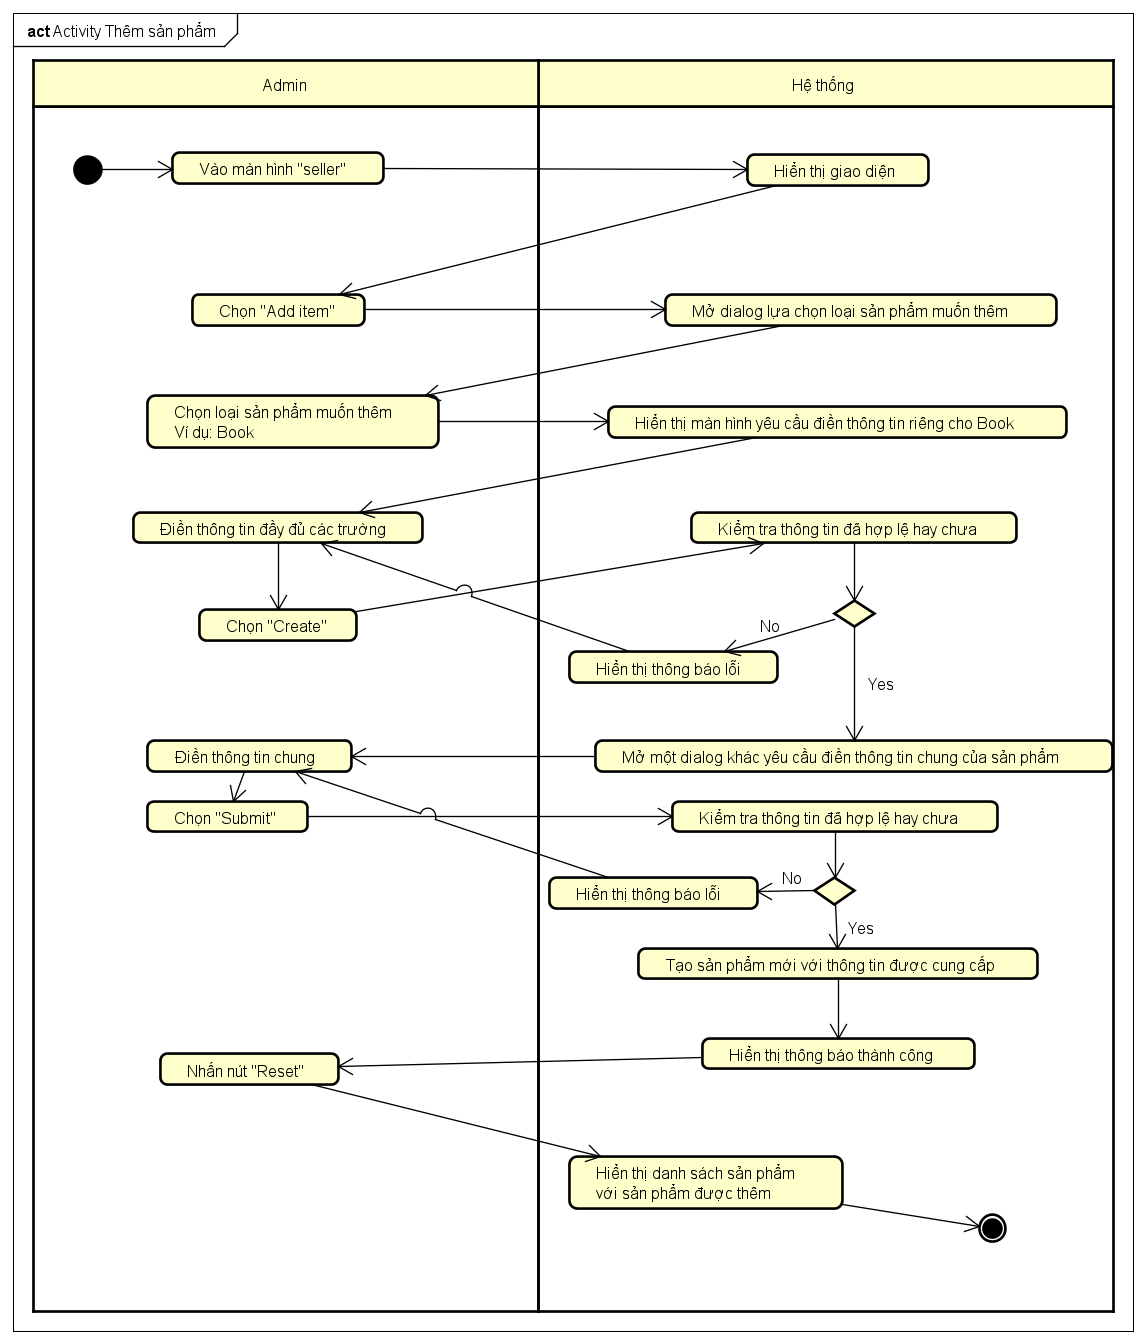 act Activity Thêm sản phẩm
Admin
Hệ thống
Vào màn hình "seller"
Hiển thị giao diện
Chọn "Add item"
Mở dialog lựa chọn loại sản phẩm muốn thêm
Chọn loại sản phẩm muốn thêm
Ví dụ: Book
Hiển thị màn hình yêu cầu điền thông tin riêng cho Book
Điền thông tin đầy đủ các trường
Kiểm tra thông tin đã hợp lệ hay chưa
Chọn "Create"
No
Hiển thị thông báo lỗi
Yes
Điền thông tin chung
Mở một dialog khác yêu cầu điền thông tin chung của sản phẩm
Chọn "Submit"
Kiểm tra thông tin đã hợp lệ hay chưa
No
Hiển thị thông báo lỗi
Yes
Tạo sản phẩm mới với thông tin được cung cấp
Hiển thị thông báo thành công
Nhấn nút "Reset"
Hiển thị danh sách sản phẩm
với sản phẩm được thêm